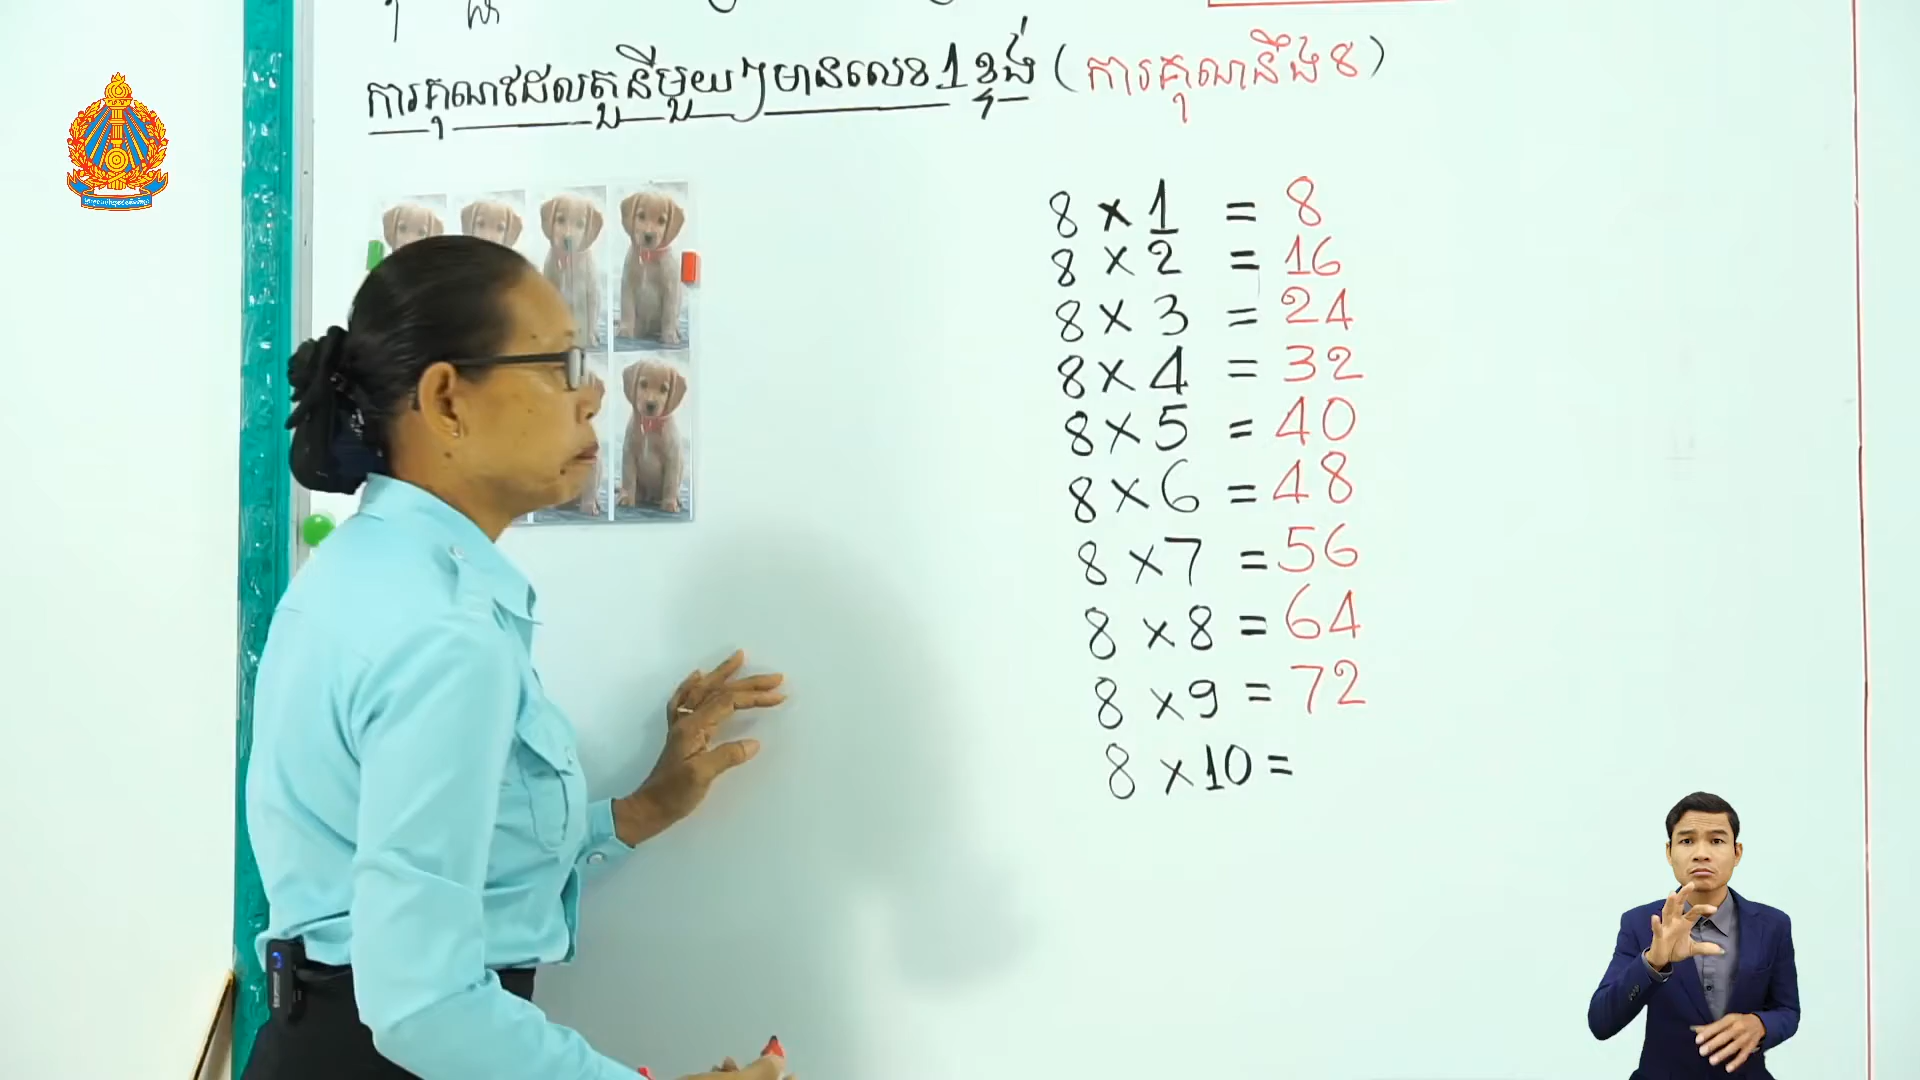 ការគុណដែលតួនីមួយៗមានលេខ1ខ្ទង់ (ការគុណនឹង៨)
8 × 1 = 8
8 × 2 = 16
8 × 3 = 24
8 × 4 = 32
8 × 5 = 40
8 × 6 = 48
8 × 7 = 56
8 × 8 = 64
8 × 9 = 72
8 × 10 =